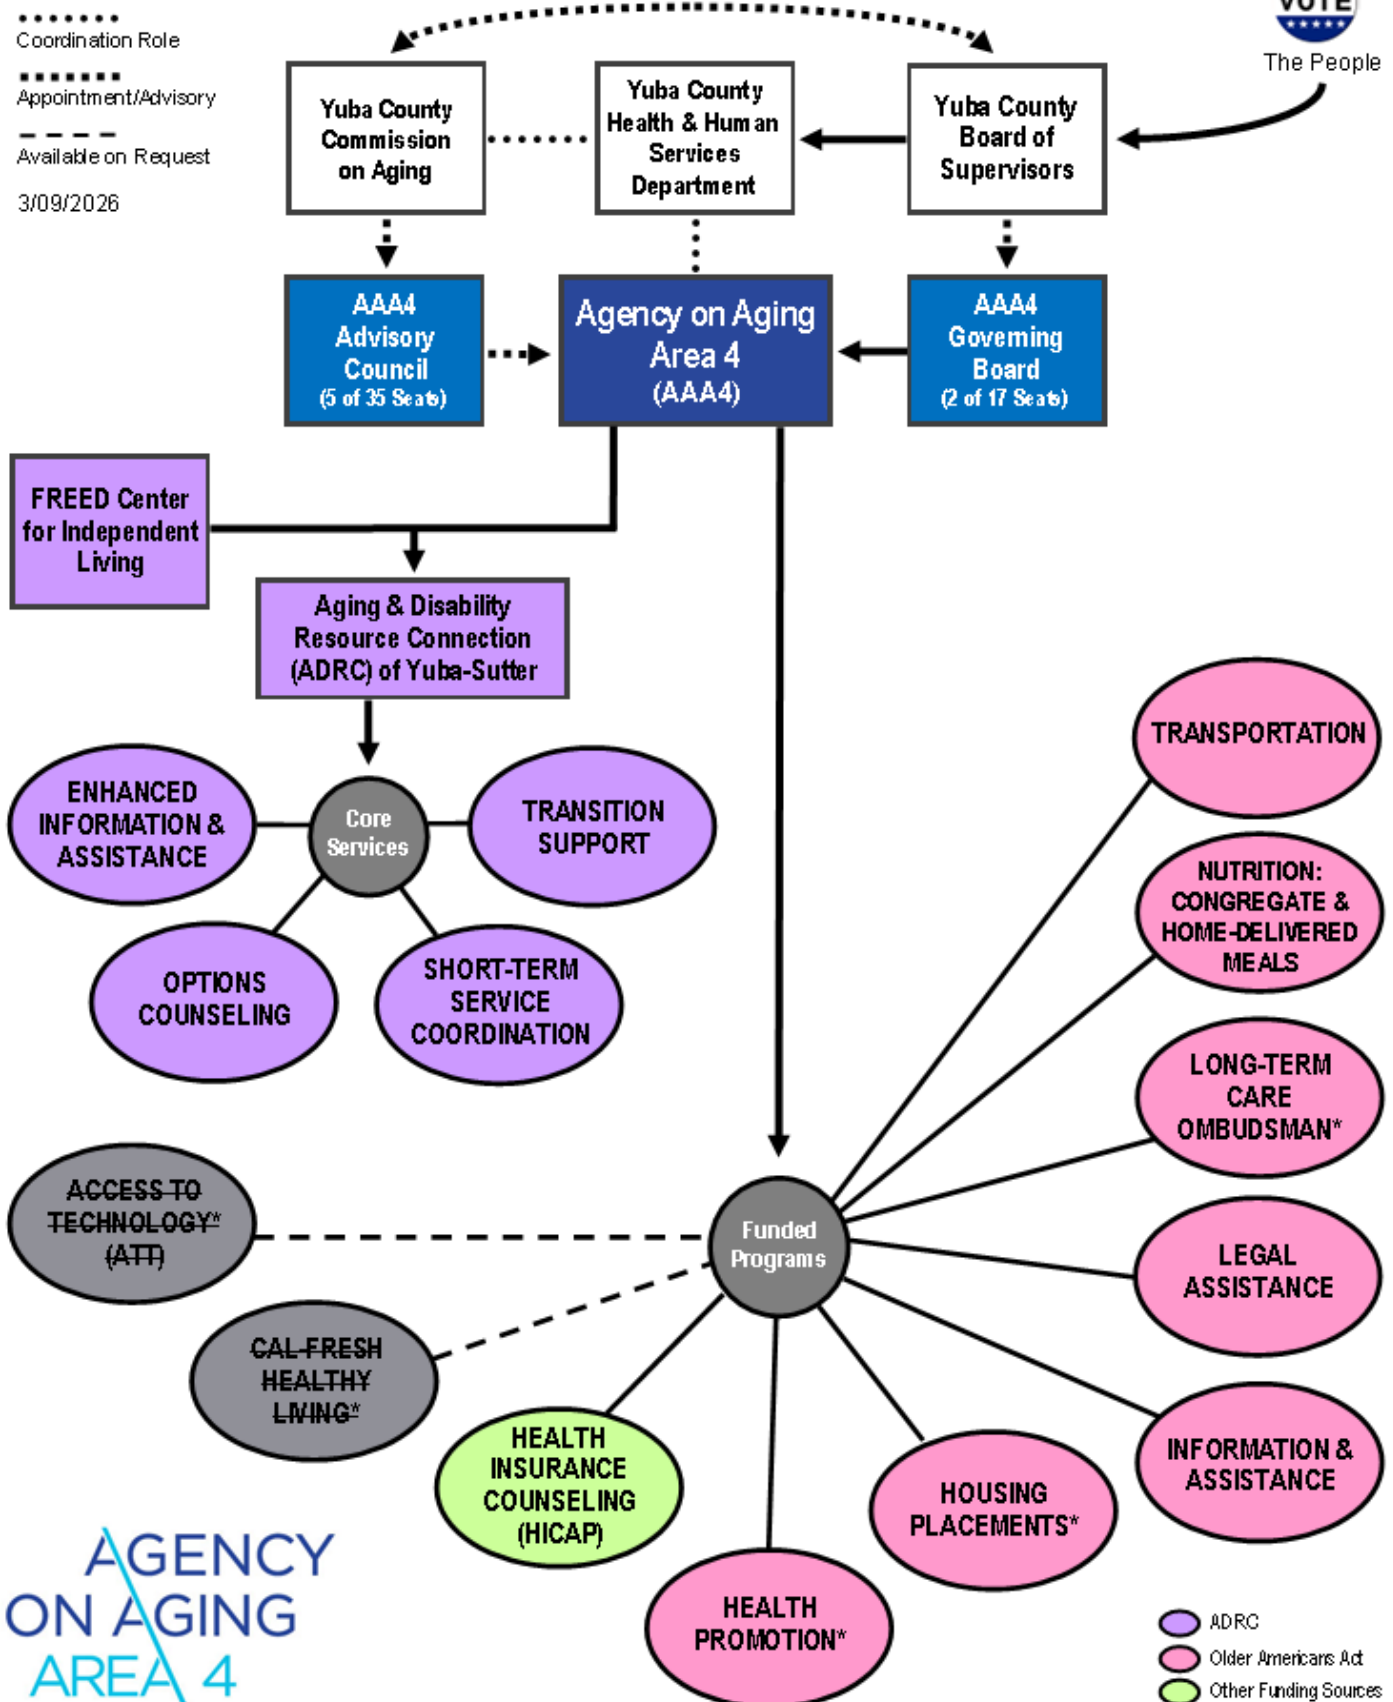 VOTE
The People
Coordination Role
Appointment/Advisory
Available on Request
3/09/2026
Yuba County
Commission
on Aging
Yuba County
Health & Human
Services
Department
Yuba County
Board of
Supervisors
AAA4
Advisory
Council
(5 of 35 Seats)
Agency on Aging
Area 4
(AAA4)
AAA4
Governing
Board
(2 of 17 Seats)
FREED Center
for Independent
Living
Aging & Disability
Resource Connection
(ADRC) of Yuba-Sutter
ENHANCED
INFORMATION &
ASSISTANCE
Core
Services
TRANSITION
SUPPORT
OPTIONS
COUNSELING
SHORT-TERM
SERVICE
COORDINATION
TRANSPORTATION
NUTRITION:
CONGREGATE &
HOME-DELIVERED
MEALS
LONG-TERM
CARE
OMBUDSMAN*
LEGAL
ASSISTANCE
INFORMATION &
ASSISTANCE
Funded
Programs
ACCESS TO
TECHNOLOGY*
(ATT)
CAL-FRESH
HEALTHY
LIVING*
HEALTH
INSURANCE
COUNSELING
(HICAP)
HOUSING
PLACEMENTS*
HEALTH
PROMOTION*
AGENCY
ON AGING
AREA 4
ADRC
Older Americans Act
Other Funding Sources